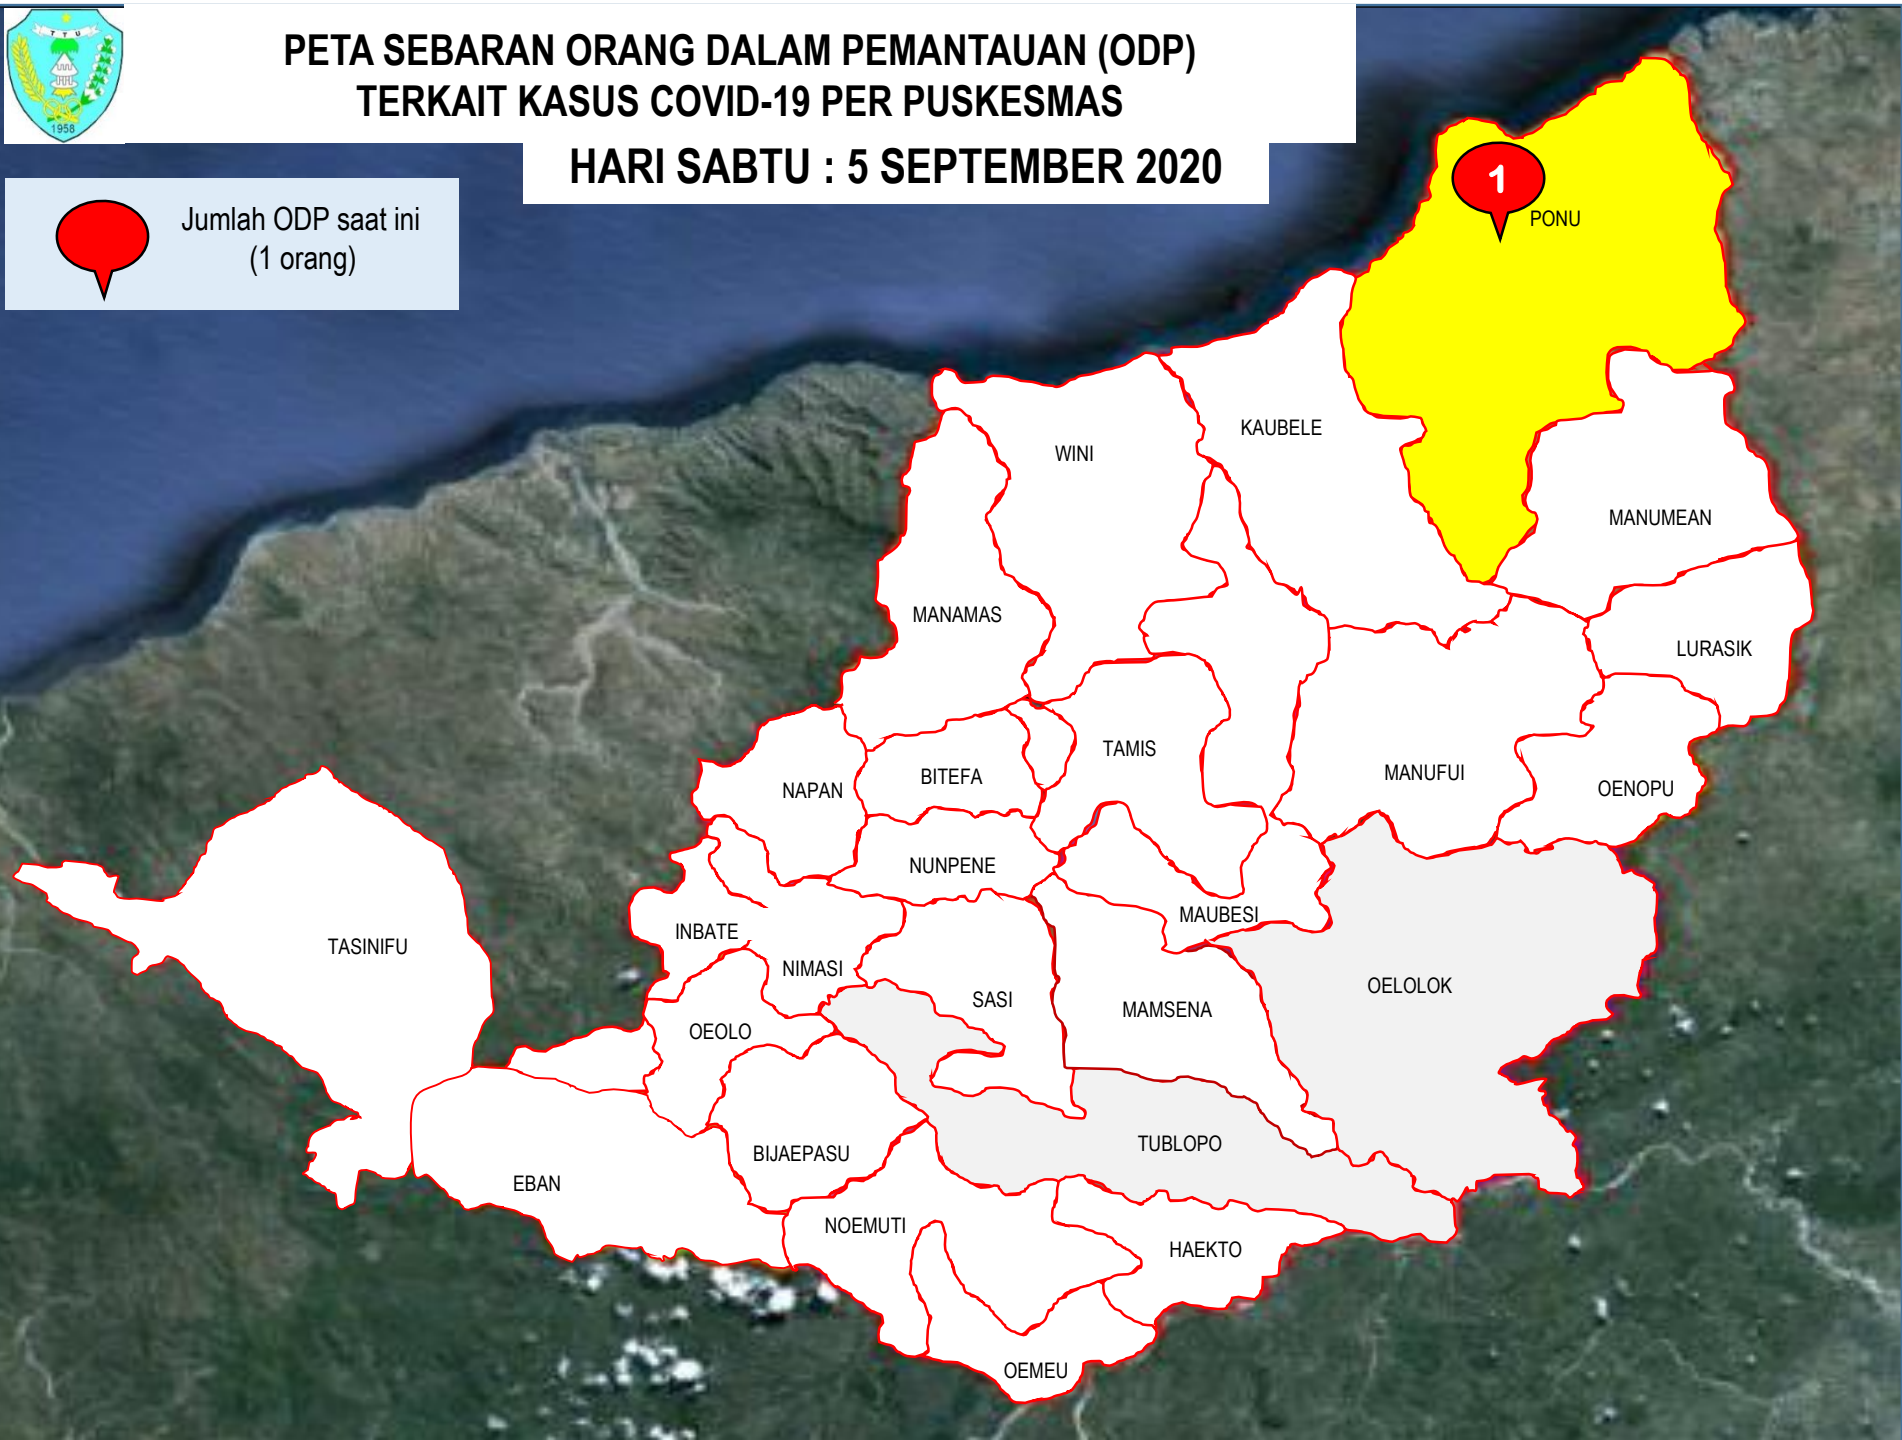 T T U
1958
PETA SEBARAN ORANG DALAM PEMANTAUAN (ODP)
TERKAIT KASUS COVID-19 PER PUSKESMAS
HARI SABTU : 5 SEPTEMBER 2020
Jumlah ODP saat ini
(1 orang)
1
PONU
KAUBELE
WINI
MANUMEAN
MANAMAS
LURASIK
TAMIS
MANUFUI
BITEFA
NAPAN
OENOPU
NUNPENE
MAUBESI
INBATE
TASINIFU
NIMASI
OELOLOK
SASI
MAMSENA
OEOLO
TUBLOPO
BIJAEPASU
EBAN
NOEMUTI
HAEKTO
OEMEU